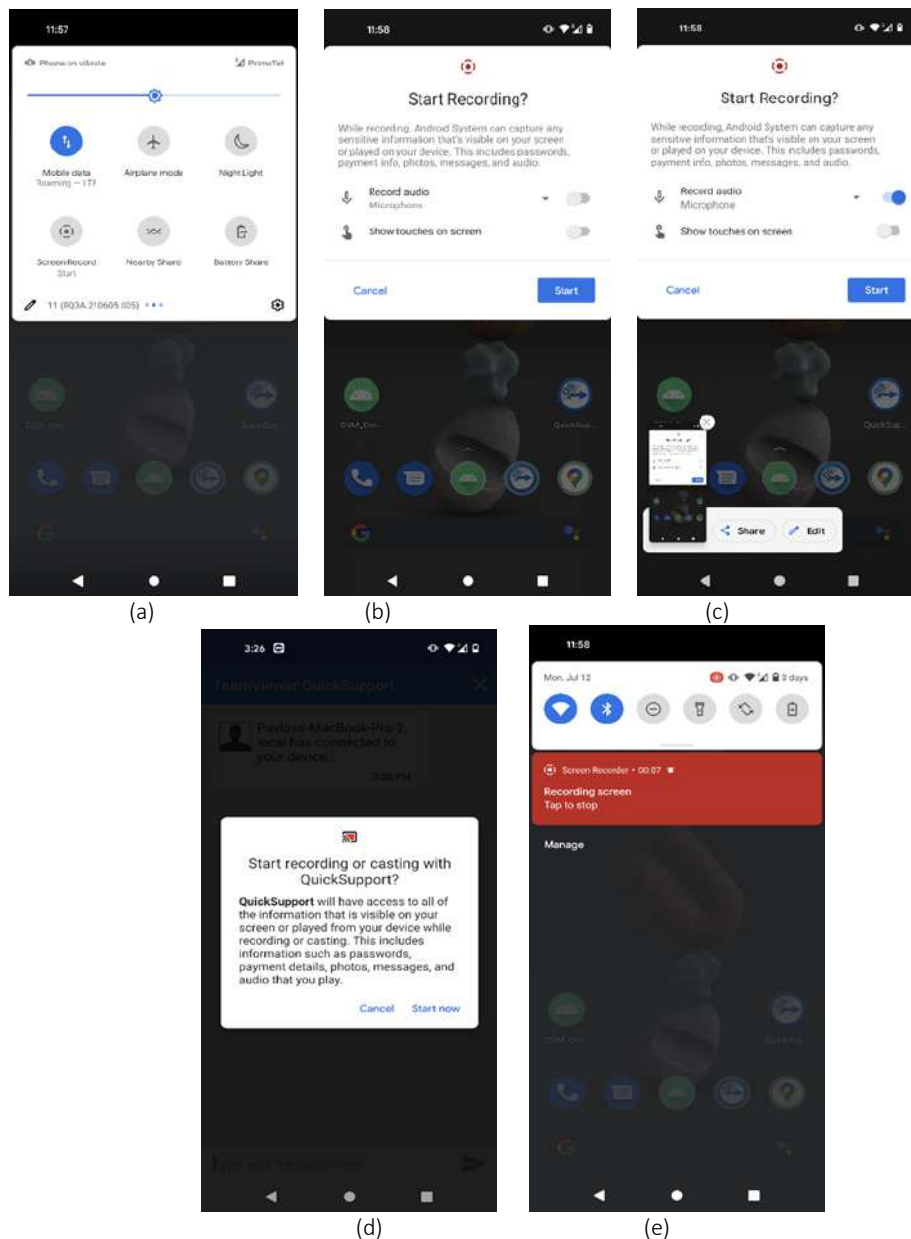 11:57
Phone on vibrate
PrimeTel
Mobile data
Roaming — LTE
Airplane mode
Night Light
Screen Record
Start
Nearby Share
Battery Share
11 (RQ3A.210605.005)
(a)
11:58
Start Recording?
While recording, Android System can capture any
sensitive information that's visible on your screen
or played on your device. This includes passwords,
payment info, photos, messages, and audio.
Record audio
Microphone
Show touches on screen
Cancel
Start
QuickSup...
(b)
11:58
Start Recording?
While recording, Android System can capture any
sensitive information that's visible on your screen
or played on your device. This includes passwords,
payment info, photos, messages, and audio.
Record audio
Microphone
Show touches on screen
Cancel
Start
QuickSup...
Share
Edit
(c)
3:26
TeamViewer QuickSupport
Pavloss-MacBook-Pro-2.
local has connected to
your device.
3:26 PM
Start recording or casting with
QuickSupport?
QuickSupport will have access to all of
the information that is visible on your
screen or played from your device while
recording or casting. This includes
information such as passwords,
payment details, photos, messages, and
audio that you play.
Cancel
Start now
(d)
11:58
Mon, Jul 12
3 days
Screen Recorder • 00:07
Recording screen
Tap to stop
Manage
(e)